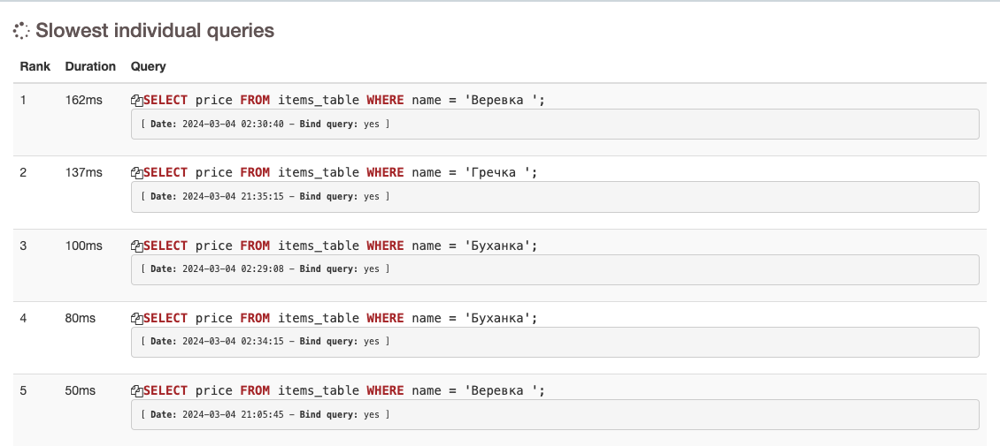 Slowest individual queries
Rank Duration Query
1 162ms SELECT price FROM items_table WHERE name = 'Веревка ';
[ Date: 2024-03-04 02:30:40 - Bind query: yes ]
2 137ms SELECT price FROM items_table WHERE name = 'Гречка ';
[ Date: 2024-03-04 21:35:15 - Bind query: yes ]
3 100ms SELECT price FROM items_table WHERE name = 'Буханка';
[ Date: 2024-03-04 02:29:08 - Bind query: yes ]
4 80ms SELECT price FROM items_table WHERE name = 'Буханка';
[ Date: 2024-03-04 02:34:15 - Bind query: yes ]
5 50ms SELECT price FROM items_table WHERE name = 'Веревка ';
[ Date: 2024-03-04 21:05:45 - Bind query: yes ]